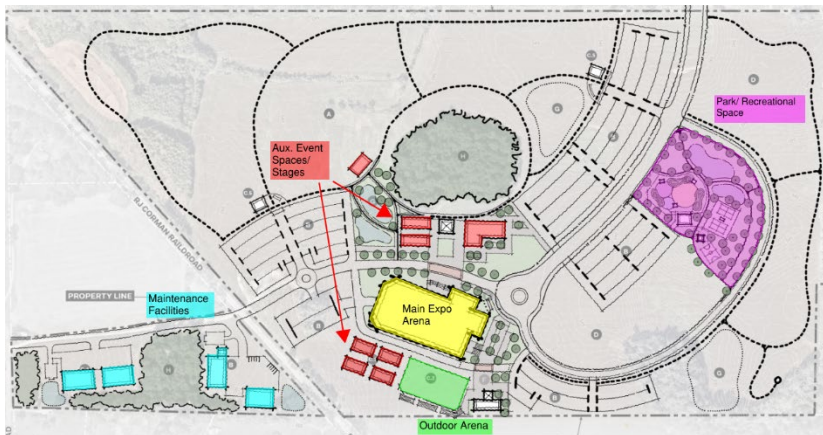 Park/ Recreational
Space
Aux. Event
Spaces/
Stages
RJ CORMAN RAILROAD
PROPERTY LINE
Maintenance
Facilities
Main Expo
Arena
Outdoor Arena
A
H
H